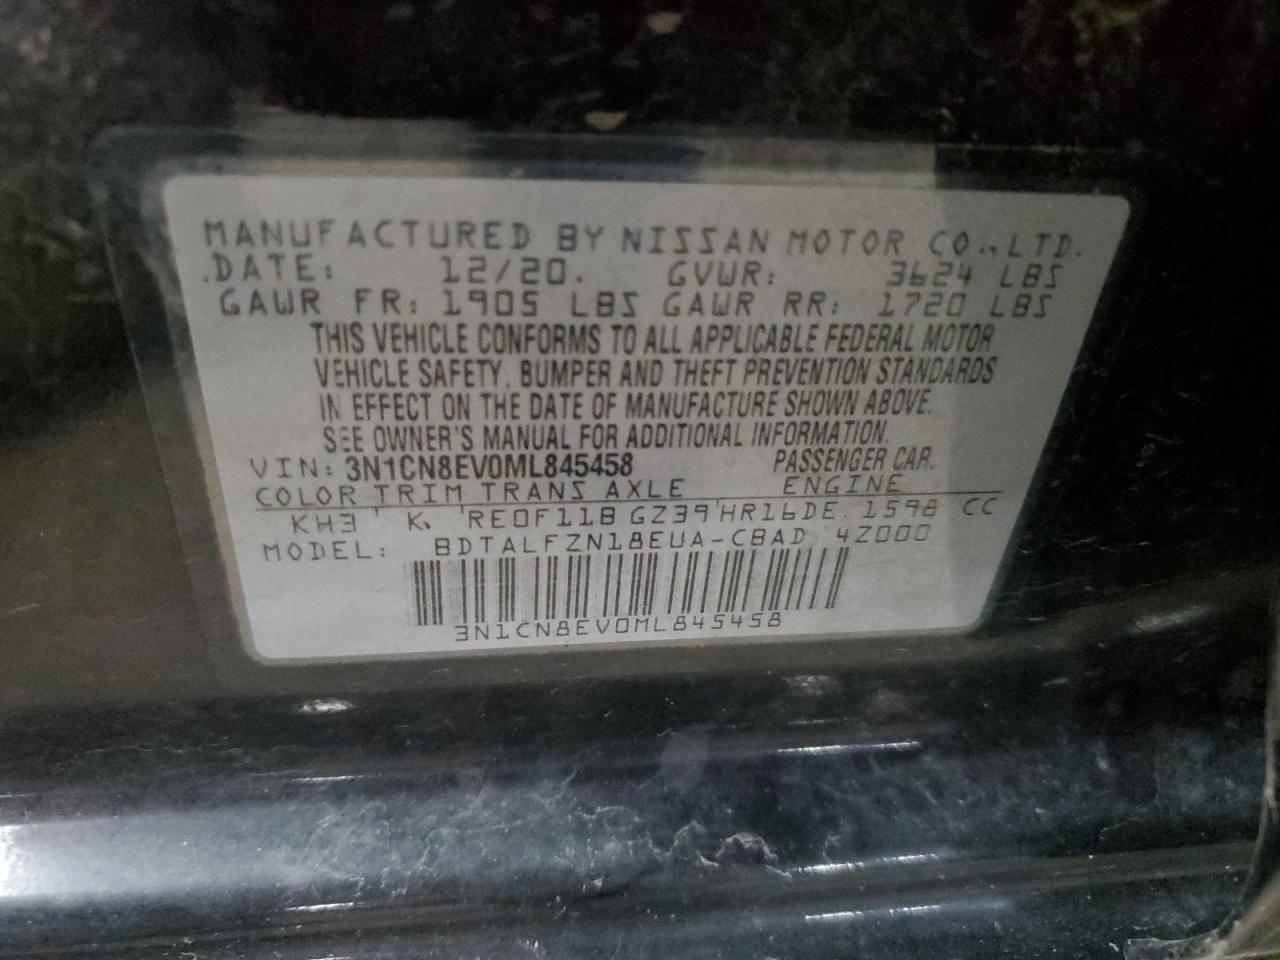 MANUFACTURED BY NISSAN MOTOR CO.,LTD.
DATE: 12/20. GVWR: 3624 LBS
GAWR FR: 1905 LBS GAWR RR: 1720 LBS
THIS VEHICLE CONFORMS TO ALL APPLICABLE FEDERAL MOTOR
VEHICLE SAFETY, BUMPER AND THEFT PREVENTION STANDARDS
IN EFFECT ON THE DATE OF MANUFACTURE SHOWN ABOVE.
SEE OWNER'S MANUAL FOR ADDITIONAL INFORMATION.
VIN: 3N1CN8EV0ML845458 PASSENGER CAR.
COLOR TRIM TRANS AXLE ENGINE
KH3 K. RE0F11B GZ39 HR16DE. 1598 CC
MODEL: BDTALFZN18EUA-CBAD 4Z000
3N1CN8EV0ML845458